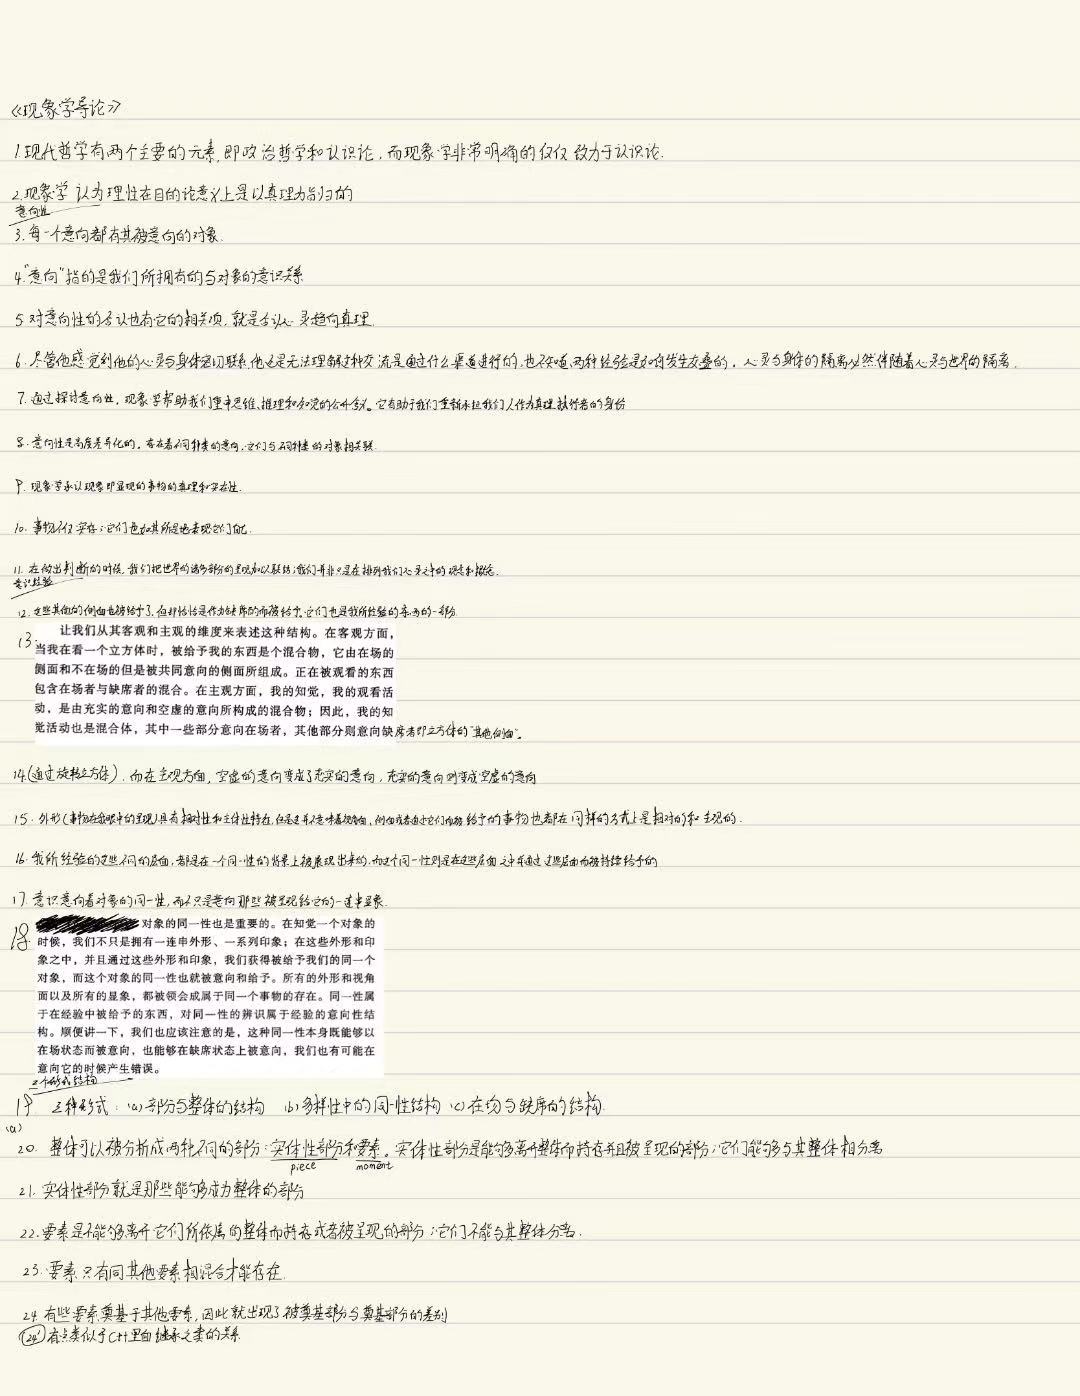 《现象学导论》
1.现代哲学有两个主要的元素,即政治哲学和认识论,而现象学非常明确的仅仅致力于认识论.
2.现象学认为理性在目的论意义上是以真理为旨归的
意向性
3.每一个意向都有其被意向的对象.
4."意向"指的是我们所拥有的与对象的意识关系
5.对意向性的否认也有它的相关项,就是否认心灵趋向真理.
6.尽管他感觉到他的心灵与身体密切联系,他还是无法理解这种交流是通过什么渠道进行的,也不知道两种经验是如何发生交叠的。心灵与身体的隔离必然伴随着心灵与世界的隔离.
7.通过探讨意向性,现象学帮助我们重申思维、推理和知觉的公共含义。它有助于我们重新承担我们人作为真理执行者的身份
8.意向性是高度差异化的。存在着不同种类的意向,它们与不同种类的对象相关联.
9.现象学承认现象即显现的事物的真理和实在性.
10.事物不仅实存;它们也如其所是地表现它们自己.
11.在做出判断的时候,我们把世界的诸多部分的呈现加以联结;我们并非只是在排列我们心灵之中的观念和概念.
意识经验
12.这些其他的侧面也被给予了,但却恰恰是作为缺席的而被给予.它们也是我所经验的东西的一部分.
13. 让我们从其客观和主观的维度来表述这种结构。在客观方面,
当我在看一个立方体时,被给予我的东西是个混合物,它由在场的
侧面和不在场的但是被共同意向的侧面所组成。正在被观看的东西
包含在场者与缺席者的混合。在主观方面,我的知觉,我的观看活
动,是由充实的意向和空虚的意向所构成的混合物;因此,我的知
觉活动也是混合体,其中一些部分意向在场者,其他部分则意向缺席者即立方体的"其他侧面"。
14.(通过旋转立方体),而在主观方面,空虚的意向变成了充实的意向,充实的意向则变成空虚的意向
15.外形(事物在我眼中的呈现)具有相对性和主体性特在,但是这并不意味着视角面,侧面或者由它们而被给予的事物也都在同样的方式上是相对的和主观的.
16.我所经验的这些不同的层面,都是在一个同一性的背景上被展现出来的,而这个同一性则是在这些层面之中并通过这些层面而被持续给予的
17.意识意向着对象的同一性,而不只是意向那些被呈现给它的一连串显象.
18. 对象的同一性也是重要的。在知觉一个对象的
时候,我们不只是拥有一连串外形、一系列印象;在这些外形和印
象之中,并且通过这些外形和印象,我们获得被给予我们的同一个
对象,而这个对象的同一性也就被意向和给予。所有的外形和视角
面以及所有的显象,都被领会成属于同一个事物的存在。同一性属
于在经验中被给予的东西,对同一性的辨识属于经验的意向性结
构。顺便讲一下,我们也应该注意的是,这种同一性本身既能够以
在场状态而被意向,也能够在缺席状态上被意向,我们也有可能在
意向它的时候产生错误。
三个形式结构
19 三种形式:(a)部分与整体的结构 (b)多样性中的同一性结构 (c)在场与缺席的结构.
(a)
20. 整体可以被分析成两种不同的部分:实体性部分和要素。实体性部分是能够离开整体而持存并且被呈现的部分;它们能够与其整体相分离
piece moment
21. 实体性部分就是那些能够成为整体的部分
22.要素是不能够离开它们所依属的整体而持存或者被呈现的部分;它们不能与其整体分离.
23.要素只有同其他要素相混合才能存在.
24.有些要素奠基于其他要素,因此就出现了被奠基部分与奠基部分的差别
(24)有点类似于C++里面继承之类的关系.